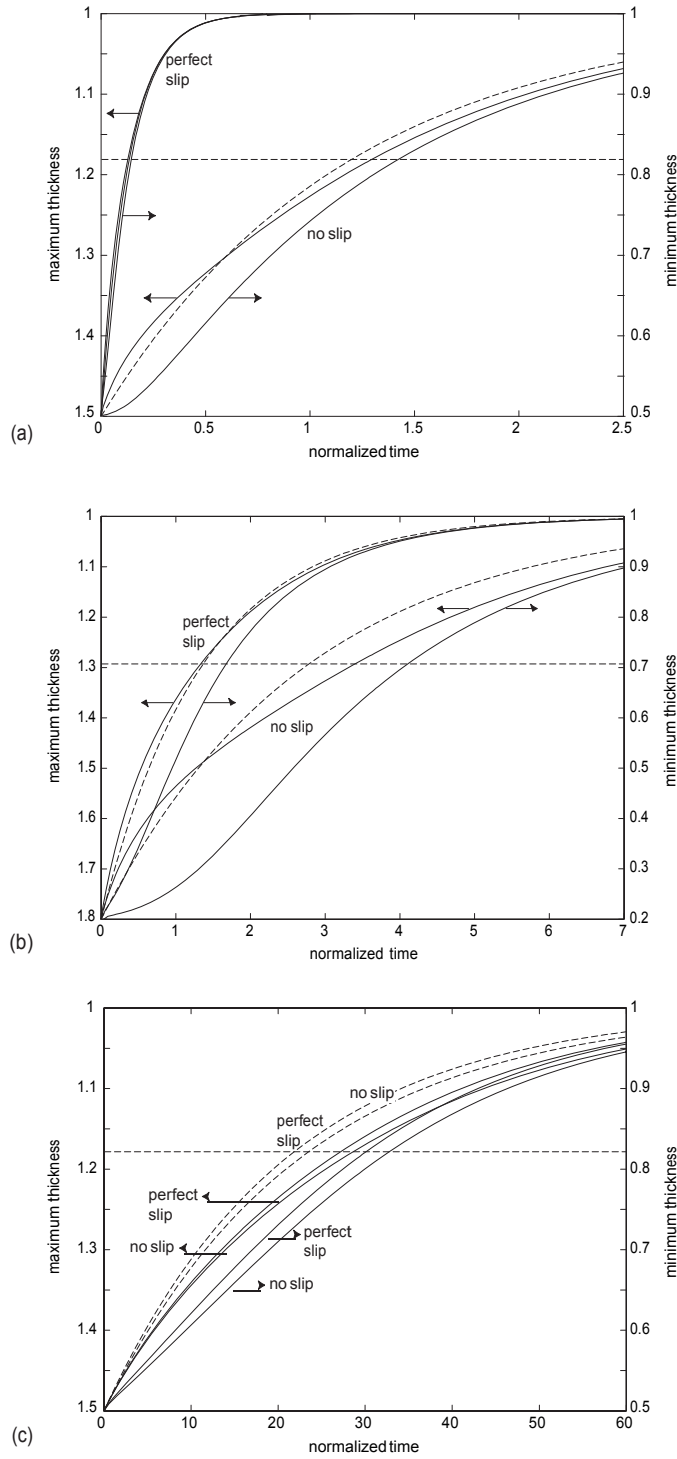 1
1.1
1.2
1.3
1.4
1.5
maximum thickness
1
0.9
0.8
0.7
0.6
0.5
minimum thickness
perfect
slip
no slip
0
0.5
1
1.5
2
2.5
normalized time
(a)
1
1.1
1.2
1.3
1.4
1.5
1.6
1.7
1.8
maximum thickness
1
0.9
0.8
0.7
0.6
0.5
0.4
0.3
0.2
minimum thickness
perfect
slip
no slip
0
1
2
3
4
5
6
7
normalized time
(b)
1
1.1
1.2
1.3
1.4
1.5
maximum thickness
1
0.9
0.8
0.7
0.6
0.5
minimum thickness
no slip
perfect
slip
perfect
slip
no slip
perfect
slip
no slip
0
10
20
30
40
50
60
normalized time
(c)